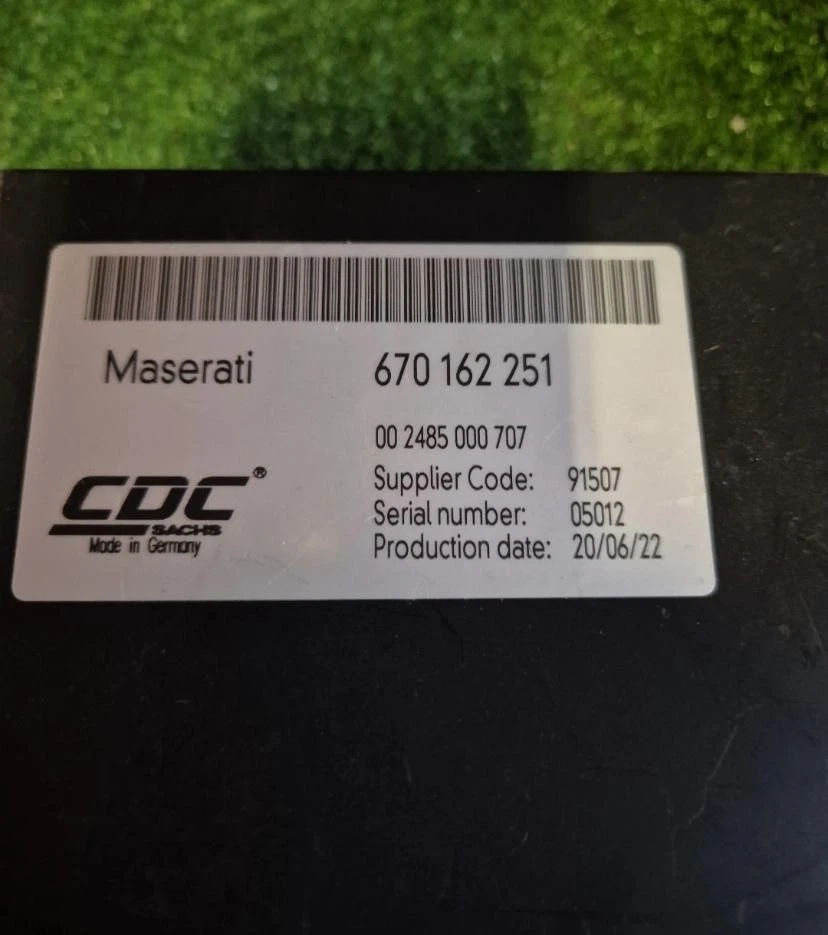 Maserati 670 162 251
00 2485 000 707
CDC®
SACHS
Made in Germany
Supplier Code: 91507
Serial number: 05012
Production date: 20/06/22